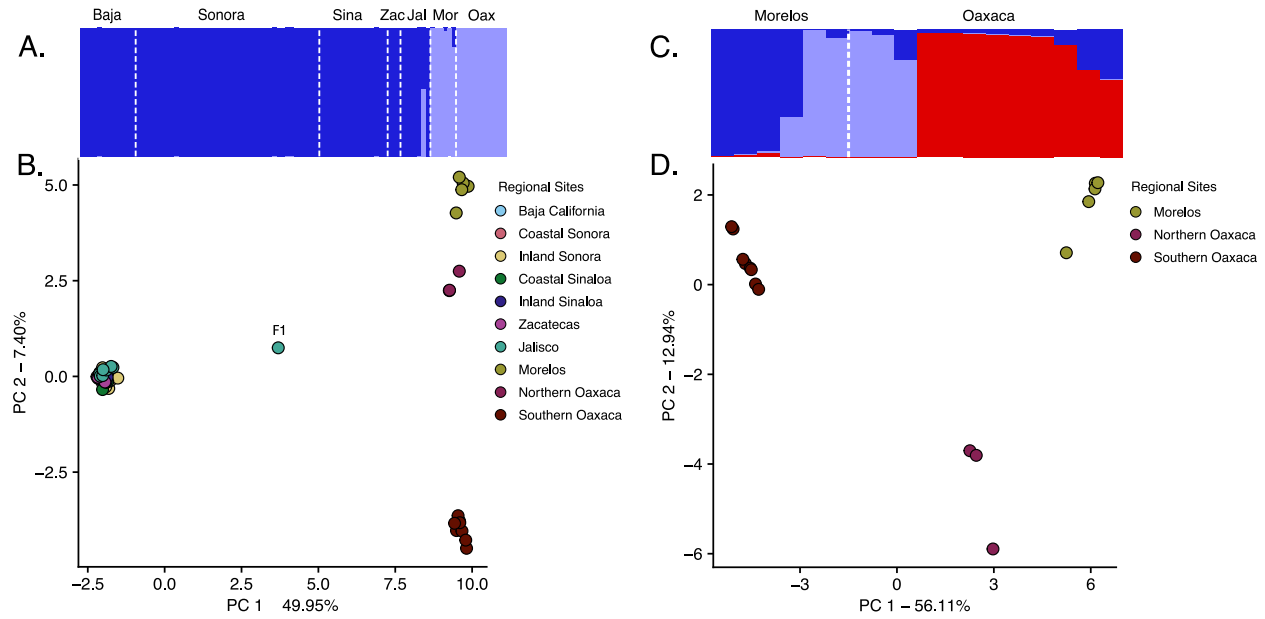 Baja Sonora Sina Zac Jal Mor Oax
A.
Morelos Oaxaca
C.
B.
5.0
2.5
0.0
−2.5
PC 2 − 7.40%
F1
−2.5 0.0 2.5 5.0 7.5 10.0
PC 1 49.95%
Regional Sites
Baja California
Coastal Sonora
Inland Sonora
Coastal Sinaloa
Inland Sinaloa
Zacatecas
Jalisco
Morelos
Northern Oaxaca
Southern Oaxaca
D.
2
0
−2
−4
−6
PC 2 − 12.94%
−3 0 3 6
PC 1 − 56.11%
Regional Sites
Morelos
Northern Oaxaca
Southern Oaxaca